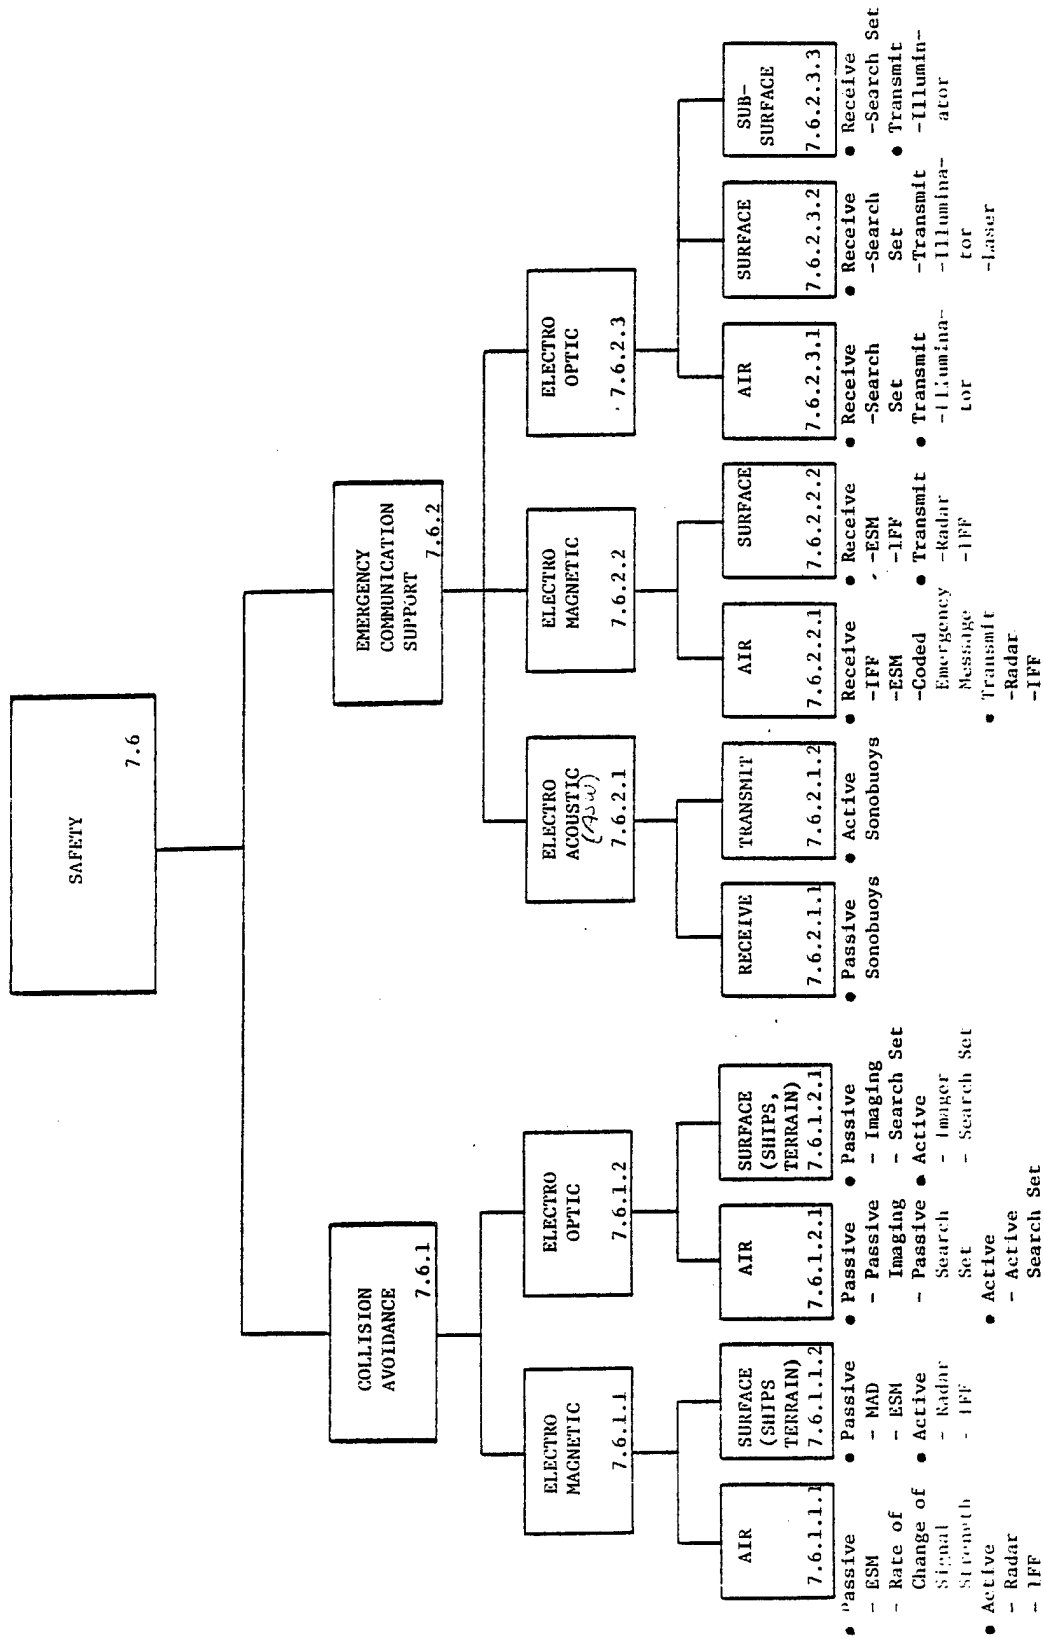 SAFETY
7.6
COLLISION
AVOIDANCE
7.6.1
EMERGENCY
COMMUNICATION
SUPPORT
7.6.2
ELECTRO
MAGNETIC
7.6.1.1
ELECTRO
OPTIC
7.6.1.2
ELECTRO
ACOUSTIC
(ASW)
7.6.2.1
ELECTRO
MAGNETIC
7.6.2.2
ELECTRO
OPTIC
7.6.2.3
AIR
7.6.1.1.1
● Passive
- ESM
- Rate of
Change of
Signal
Strength
● Active
- Radar
- IFF
SURFACE
(SHIPS
TERRAIN)
7.6.1.1.2
● Passive
- MAD
- ESM
● Active
- Radar
- IFF
AIR
7.6.1.2.1
● Passive
- Passive
Imaging
- Passive
Search
Set
● Active
- Active
Search Set
SURFACE
(SHIPS,
TERRAIN)
7.6.1.2.1
● Passive
- Imaging
- Search Set
● Active
- Imager
- Search Set
RECEIVE
7.6.2.1.1
● Passive
Sonobuoys
TRANSMIT
7.6.2.1.2
● Active
Sonobuoys
AIR
7.6.2.2.1
● Receive
-IFF
-ESM
-Coded
Emergency
Message
● Transmit
-Radar
-IFF
SURFACE
7.6.2.2.2
● Receive
-ESM
-IFF
● Transmit
-Radar
-IFF
AIR
7.6.2.3.1
● Receive
-Search
Set
● Transmit
-Illumina-
tor
SURFACE
7.6.2.3.2
● Receive
-Search
Set
-Transmit
-Illumina-
tor
-Laser
SUB-
SURFACE
7.6.2.3.3
● Receive
-Search Set
● Transmit
-Illumin-
ator